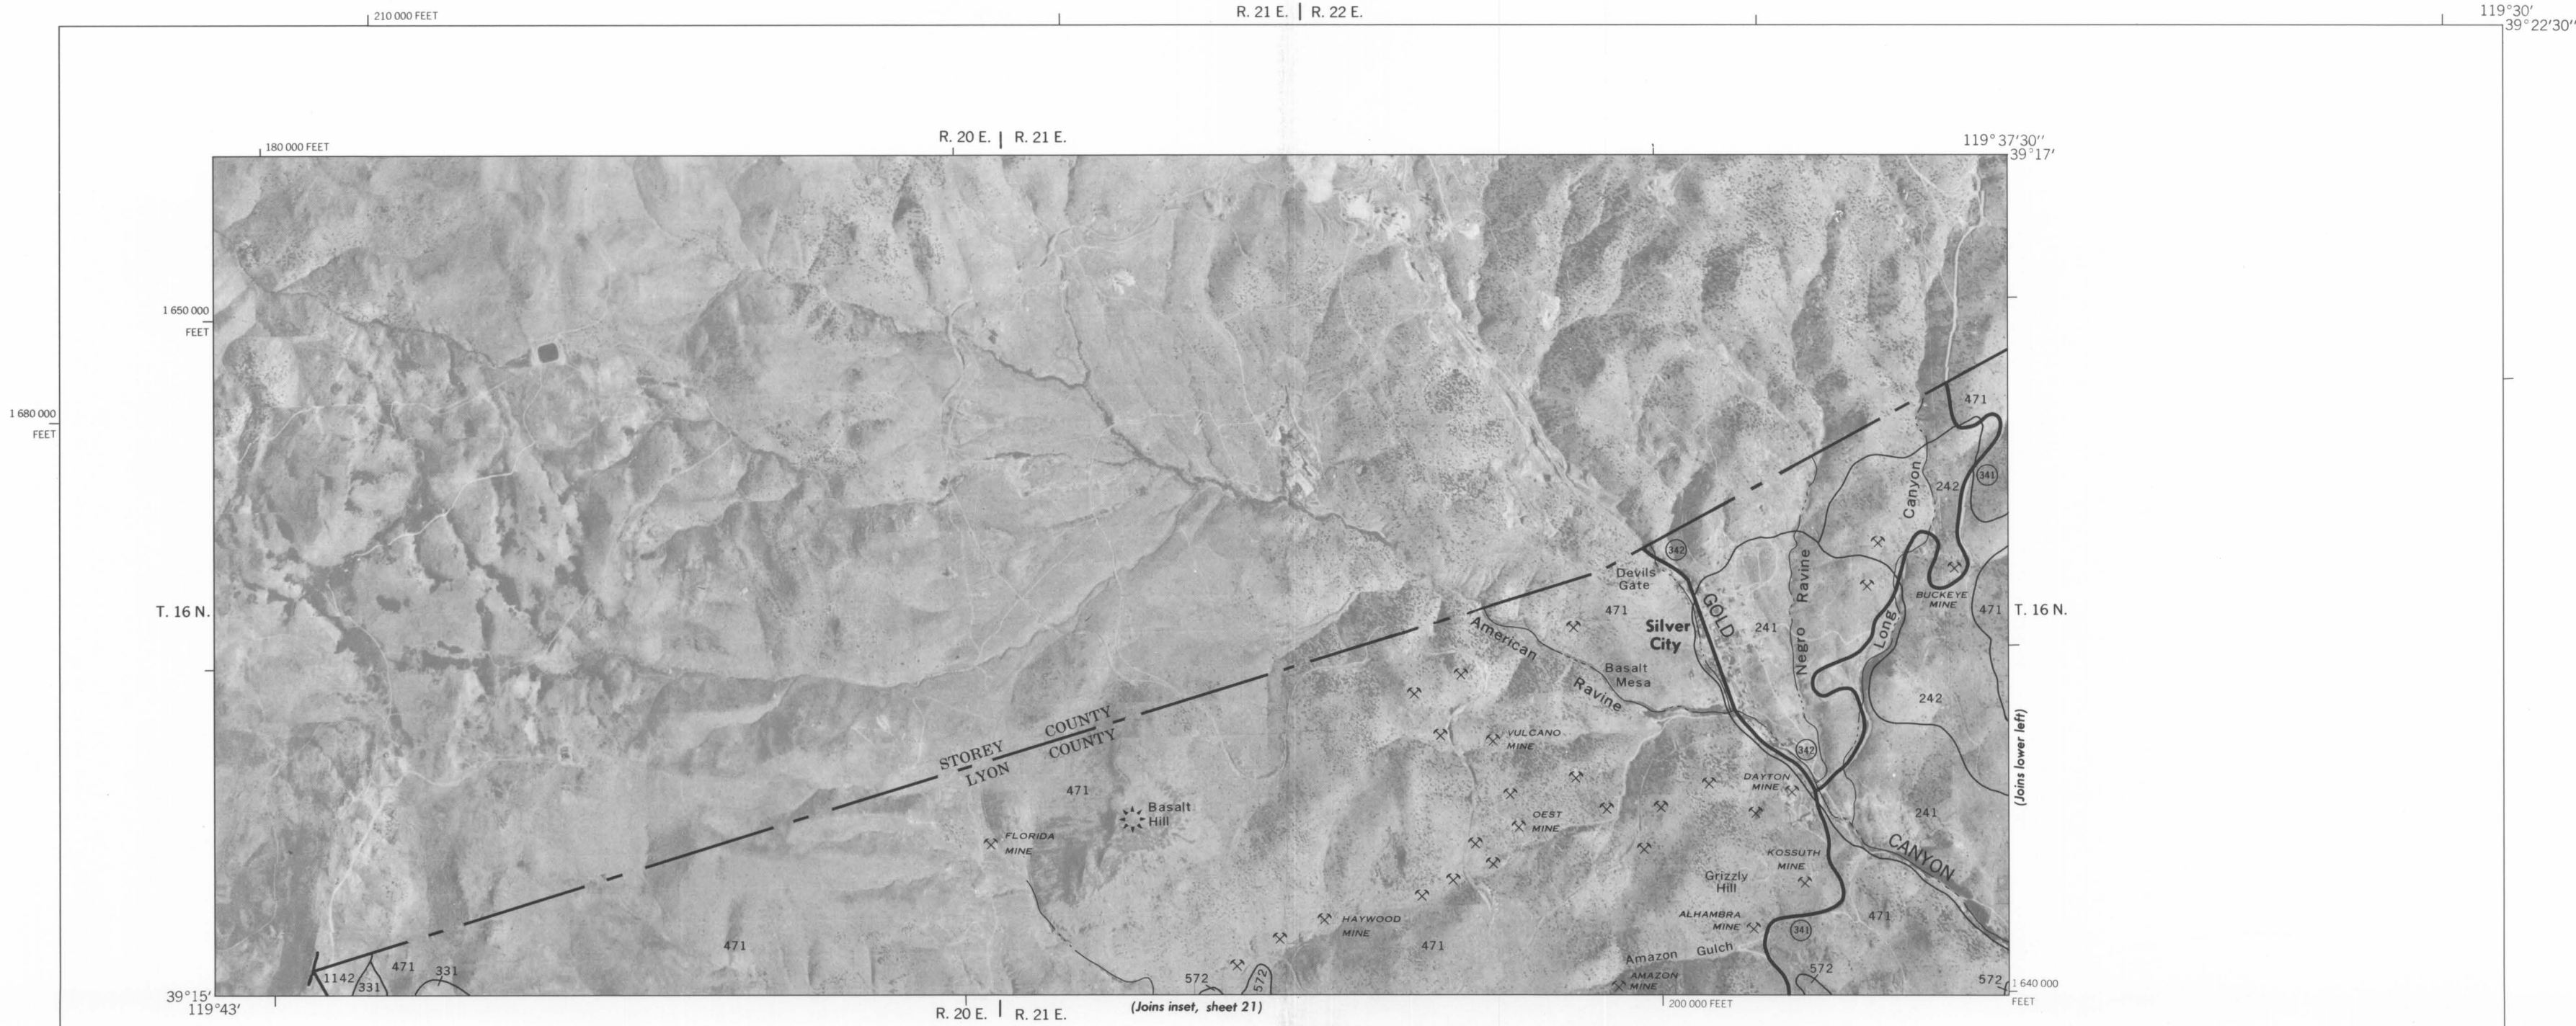 210 000 FEET
R. 21 E. | R. 22 E.
119°30'
39°22'30''
R. 20 E. | R. 21 E.
119°37'30''
180 000 FEET
39°17'
1 650 000
FEET
1 680 000
FEET
471
341
Canyon
242
342
Devils
Gate
Ravine
BUCKEYE
MINE
GOLD
T. 16 N.
471
471
T. 16 N.
American
Silver
City
241
Long
Negro
Basalt
Mesa
Ravine
242
STOREY COUNTY
LYON COUNTY
VULCANO
MINE
342
(Joins lower left)
DAYTON
MINE
471
Basalt
Hill
OEST
MINE
241
FLORIDA
MINE
CANYON
KOSSUTH
MINE
Grizzly
Hill
HAYWOOD
MINE
ALHAMBRA
MINE
471
341
471
471
Amazon Gulch
1142
471
331
331
572
572
AMAZON
MINE
572
572
1 640 000
FEET
39°15'
119°43'
R. 20 E. | R. 21 E.
(Joins inset, sheet 21)
200 000 FEET